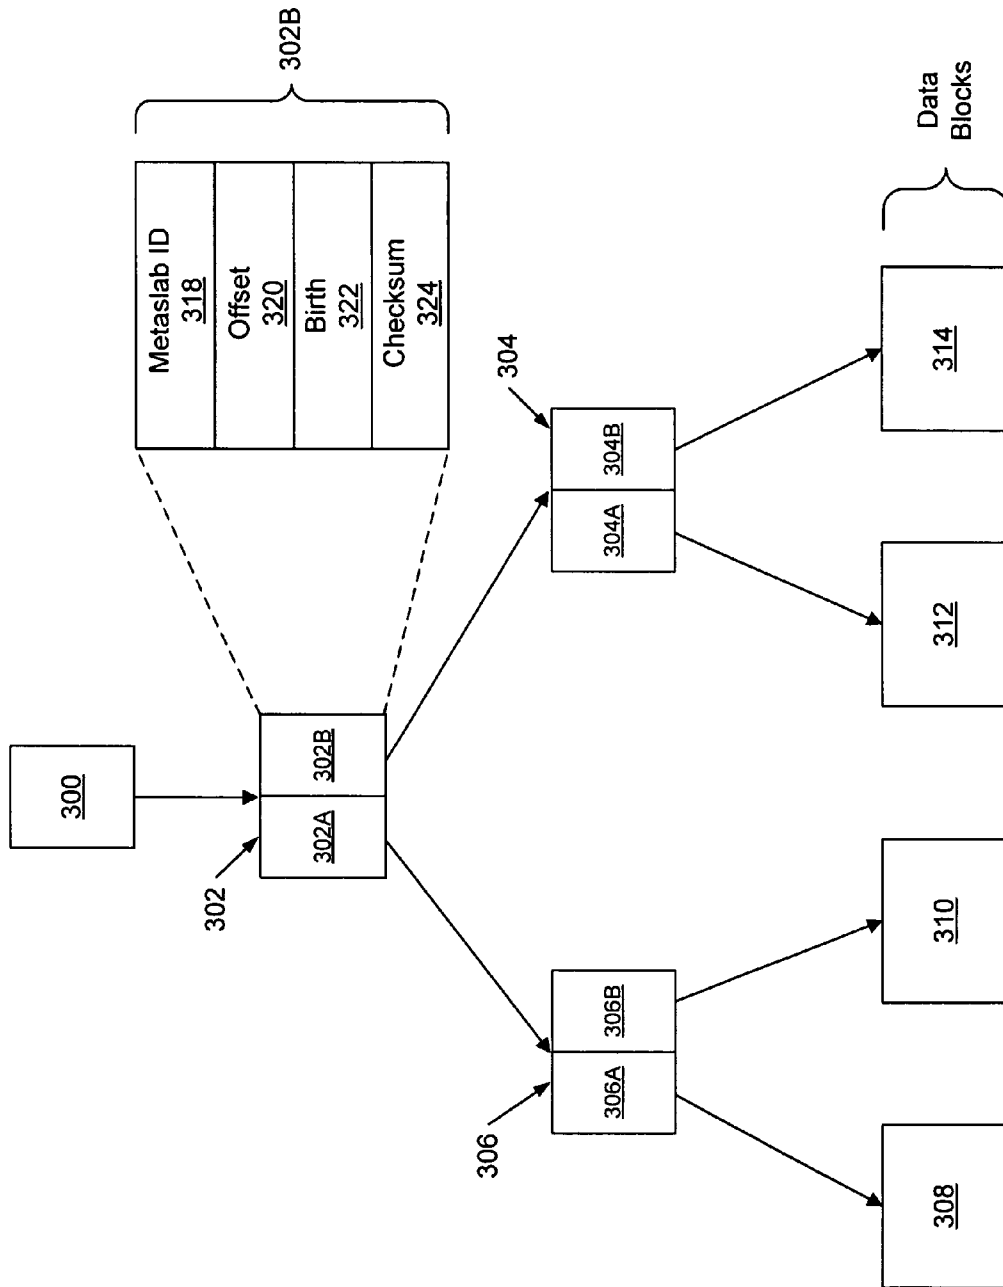 300
302
302A
302B
Metaslab ID
318
Offset
320
Birth
322
Checksum
324
302B
306
306A
306B
304A
304B
304
308
310
312
314
Data
Blocks